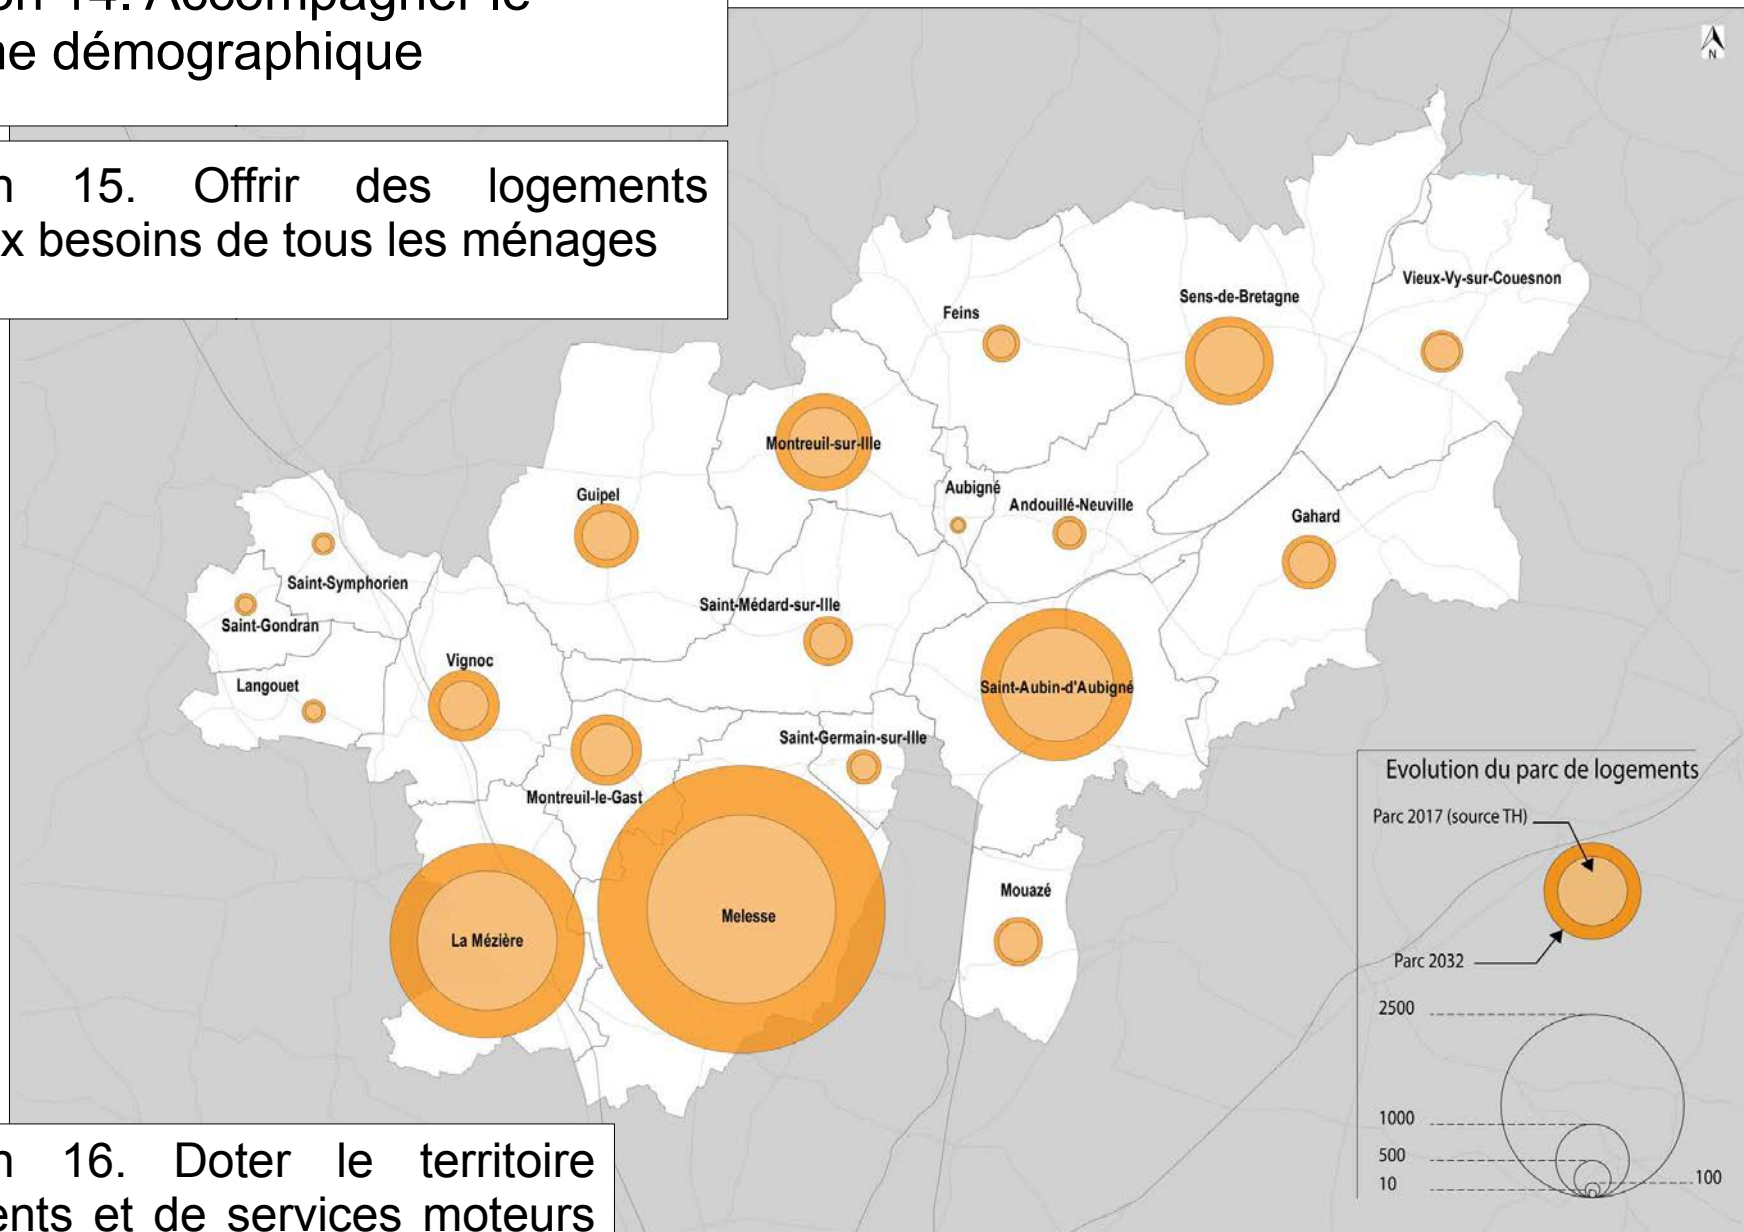 on 14. Accompagner le
ne démographique
n 15. Offrir des logements
x besoins de tous les ménages
N
Vieux-Vy-sur-Couesnon
Sens-de-Bretagne
Feins
Montreuil-sur-Ille
Aubigné
Guipel
Andouillé-Neuville
Gahard
Saint-Symphorien
Saint-Médard-sur-Ille
Saint-Gondran
Vignoc
Langouet
Saint-Aubin-d'Aubigné
Saint-Germain-sur-Ille
Montreuil-le-Gast
Mouazé
Melesse
La Mézière
Evolution du parc de logements
Parc 2017 (source TH)
Parc 2032
2500
1000
500
100
10
n 16. Doter le territoire
ents et de services moteurs